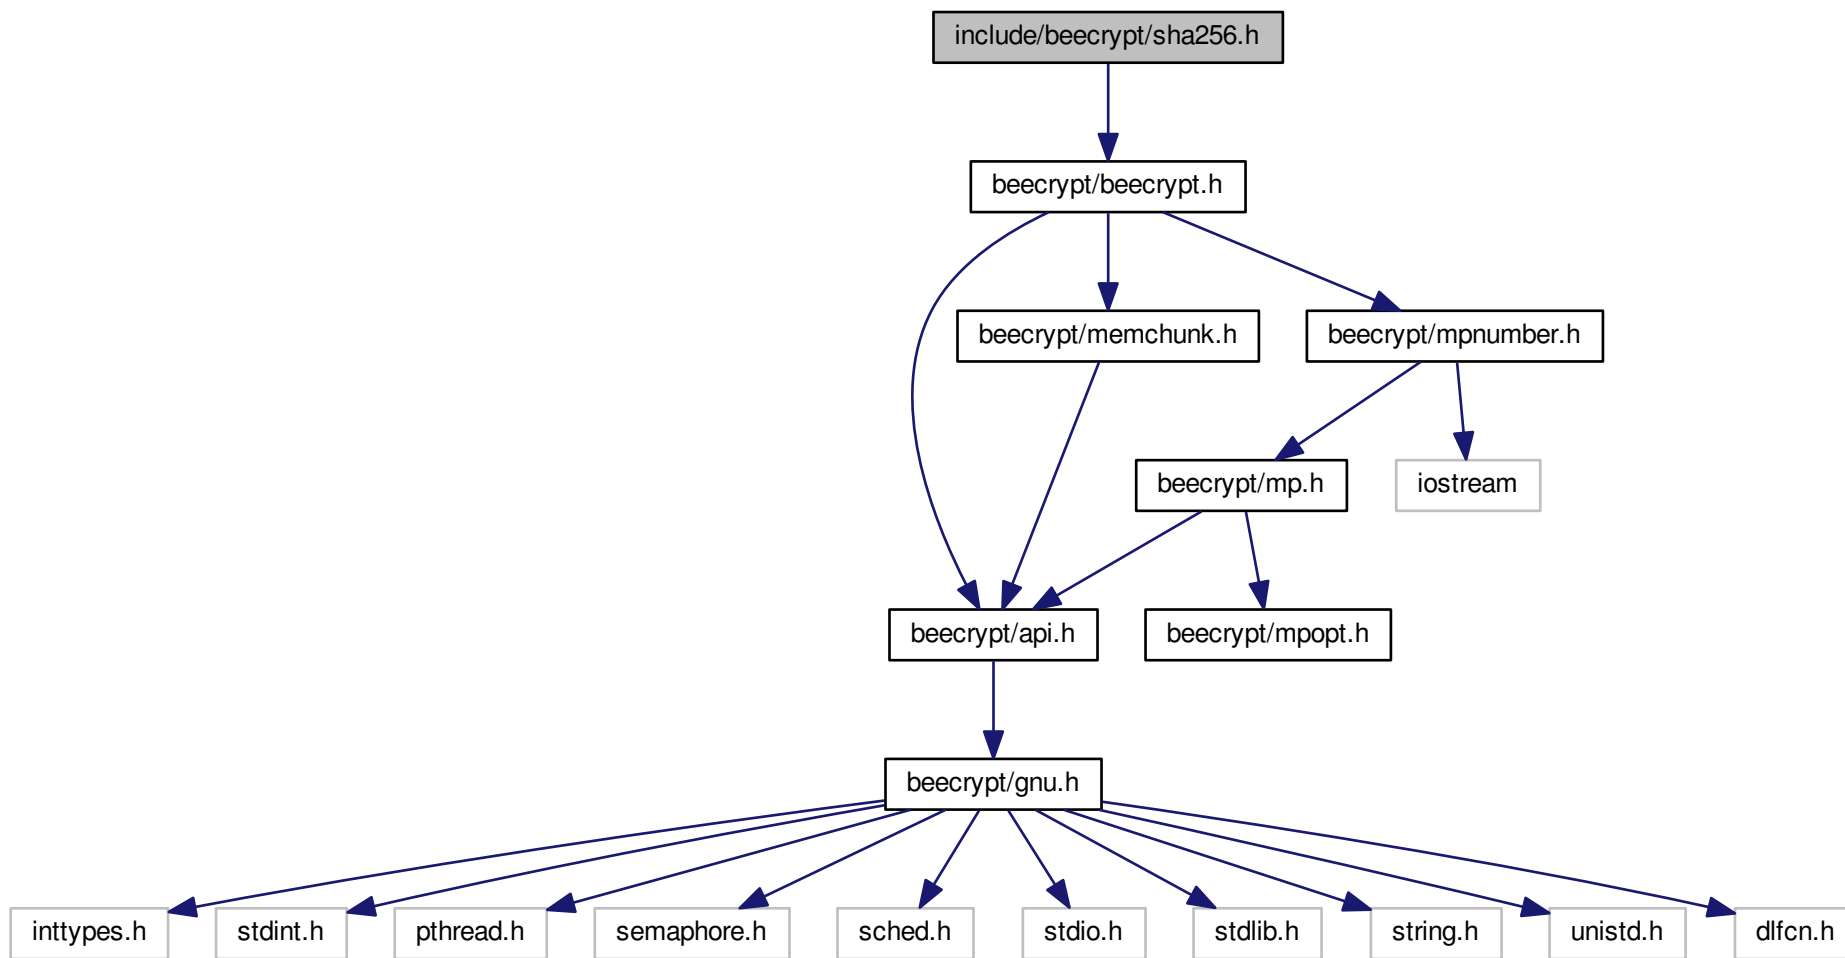 include/beecrypt/sha256.h
beecrypt/beecrypt.h
beecrypt/memchunk.h
beecrypt/mpnumber.h
beecrypt/mp.h
iostream
beecrypt/api.h
beecrypt/mpopt.h
beecrypt/gnu.h
inttypes.h
stdint.h
pthread.h
semaphore.h
sched.h
stdio.h
stdlib.h
string.h
unistd.h
dlfcn.h